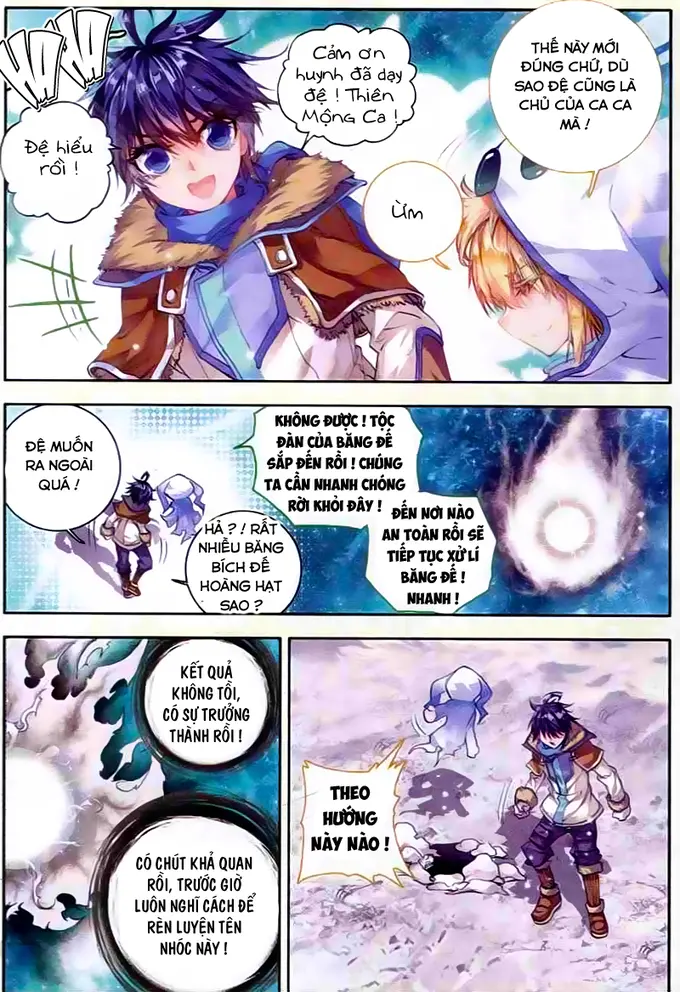 HAHA~
Đệ hiểu
rồi !
Cảm ơn
huynh đã dạy
đệ ! Thiên
Mộng Ca !
THẾ NÀY MỚI
ĐÚNG CHỨ, DÙ
SAO ĐỆ CŨNG LÀ
CHỦ CỦA CA CA
MÀ !
Ừm
ĐỆ MUỐN
RA NGOÀI
QUÁ !
HẢ ? ! RẤT
NHIỀU BĂNG
BÍCH ĐẾ
HOÀNG HẠT
SAO ?
KHÔNG ĐƯỢC ! TỘC
ĐÀN CỦA BĂNG ĐẾ
SẮP ĐẾN RỒI ! CHÚNG
TA CẦN NHANH CHÓNG
RỜI KHỎI ĐÂY !
ĐẾN NƠI NÀO
AN TOÀN RỒI SẼ
TIẾP TỤC XỬ LÍ
BĂNG ĐẾ !
NHANH !
KẾT QUẢ
KHÔNG TỒI,
CÓ SỰ TRƯỞNG
THÀNH RỒI !
CÓ CHÚT KHẢ QUAN
RỒI, TRƯỚC GIỜ
LUÔN NGHĨ CÁCH ĐỂ
RÈN LUYỆN TÊN
NHÓC NÀY !
THEO
HƯỚNG
NÀY NÀO !